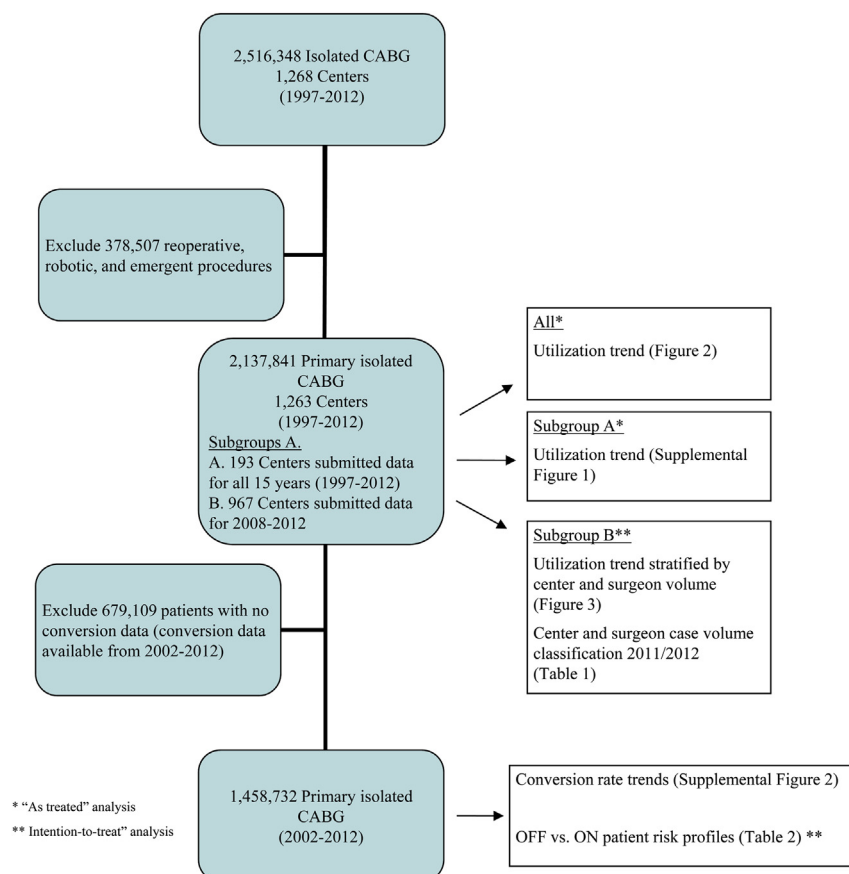 2,516,348 Isolated CABG
1,268 Centers
(1997-2012)
Exclude 378,507 reoperative,
robotic, and emergent procedures
2,137,841 Primary isolated
CABG
1,263 Centers
(1997-2012)
Subgroups A.
A. 193 Centers submitted data
for all 15 years (1997-2012)
B. 967 Centers submitted data
for 2008-2012
All*
Utilization trend (Figure 2)
Subgroup A*
Utilization trend (Supplemental
Figure 1)
Subgroup B**
Utilization trend stratified by
center and surgeon volume
(Figure 3)
Center and surgeon case volume
classification 2011/2012
(Table 1)
Exclude 679,109 patients with no
conversion data (conversion data
available from 2002-2012)
1,458,732 Primary isolated
CABG
(2002-2012)
Conversion rate trends (Supplemental Figure 2)
OFF vs. ON patient risk profiles (Table 2) **
* “As treated” analysis
** Intention-to-treat” analysis